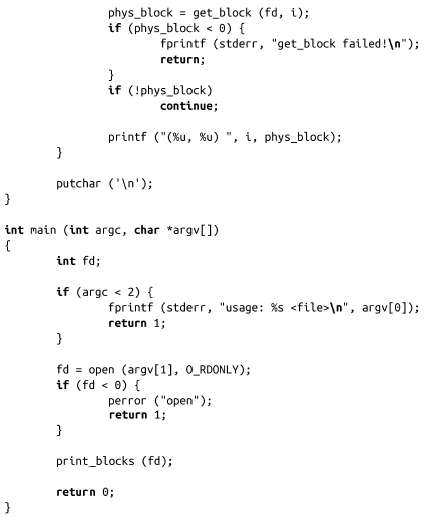 phys_block = get_block (fd, i);
if (phys_block < 0) {
fprintf (stderr, "get_block failed!\n");
return;
}
if (!phys_block)
continue;
printf ("(%u, %u) ", i, phys_block);
}
putchar ('\n');
}
int main (int argc, char *argv[])
{
int fd;
if (argc < 2) {
fprintf (stderr, "usage: %s <file>\n", argv[0]);
return 1;
}
fd = open (argv[1], O_RDONLY);
if (fd < 0) {
perror ("open");
return 1;
}
print_blocks (fd);
return 0;
}